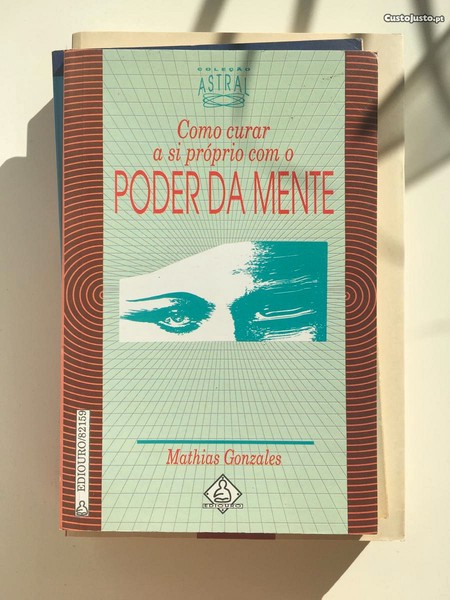 CustoJusto.pt
COLEÇÃO
ASTRAL
Como curar
a si próprio com o
PODER DA MENTE
Mathias Gonzales
EDIOURO
EDIOURO/82159